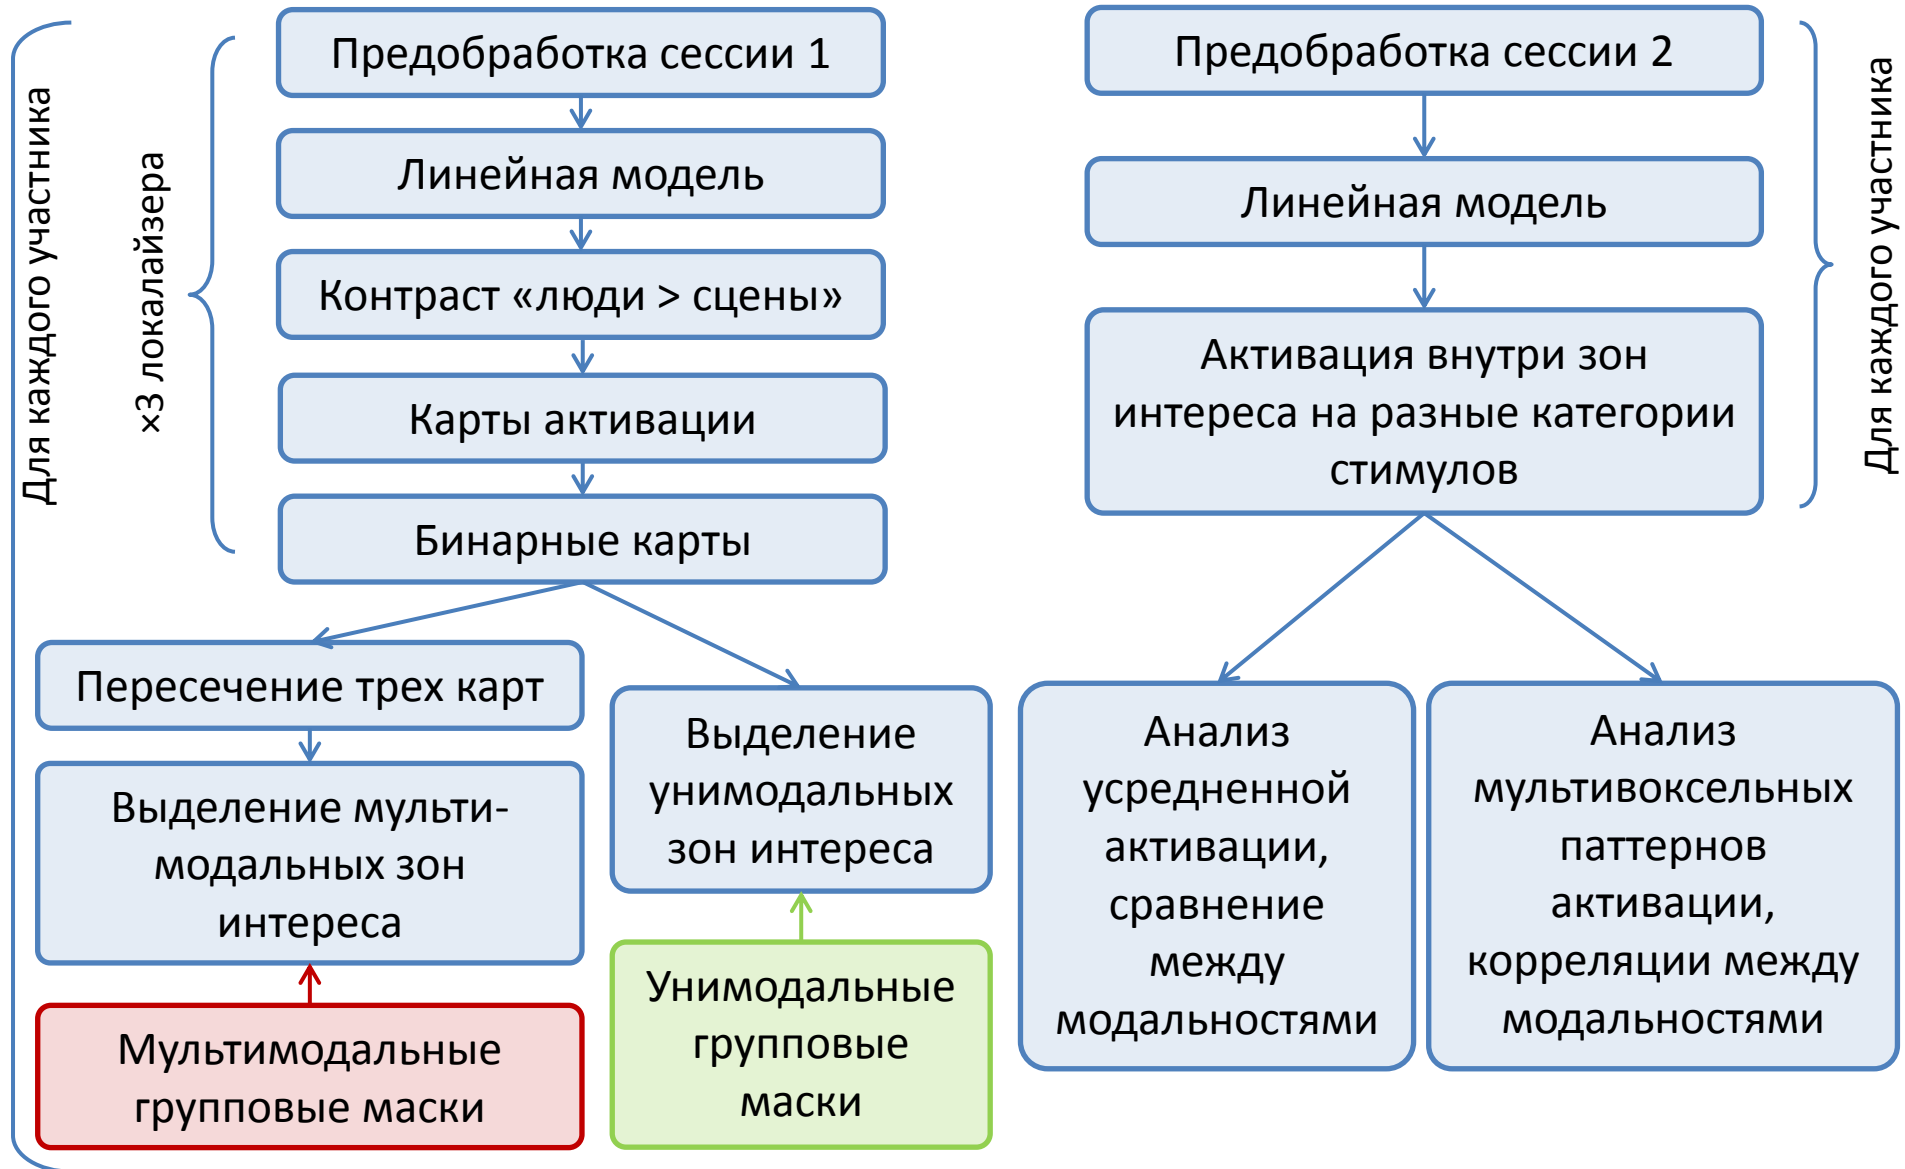 Для каждого участника
×3 локалайзера
Предобработка сессии 1
Линейная модель
Контраст «люди > сцены»
Карты активации
Бинарные карты
Пересечение трех карт
Выделение мульти-
модальных зон
интереса
Мультимодальные
групповые маски
Выделение
унимодальных
зон интереса
Унимодальные
групповые
маски
Предобработка сессии 2
Линейная модель
Активация внутри зон
интереса на разные категории
стимулов
Для каждого участника
Анализ
усредненной
активации,
сравнение
между
модальностями
Анализ
мультивоксельных
паттернов
активации,
корреляции между
модальностями